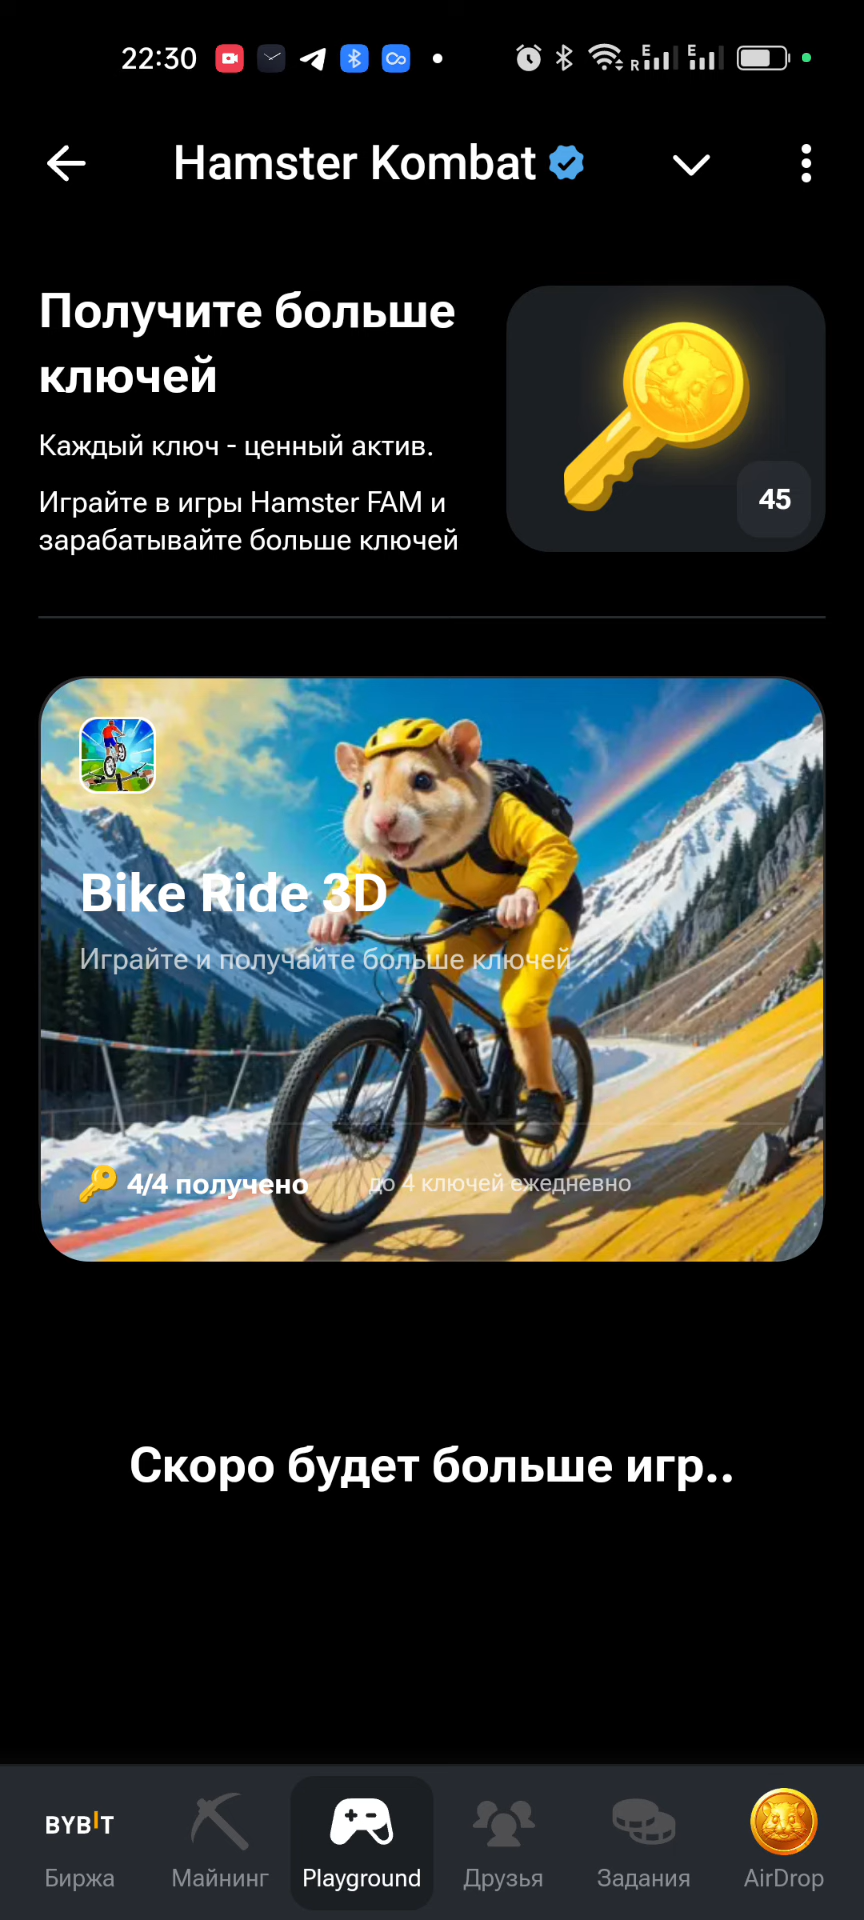 22:30
R E E
Hamster Kombat
Получите больше
ключей
Каждый ключ - ценный актив.
Играйте в игры Hamster FAM и
зарабатывайте больше ключей
45
Bike Ride 3D
Играйте и получайте больше ключей
4/4 получено до 4 ключей ежедневно
Скоро будет больше игр..
BYBIT
Биржа Майнинг Playground Друзья Задания AirDrop